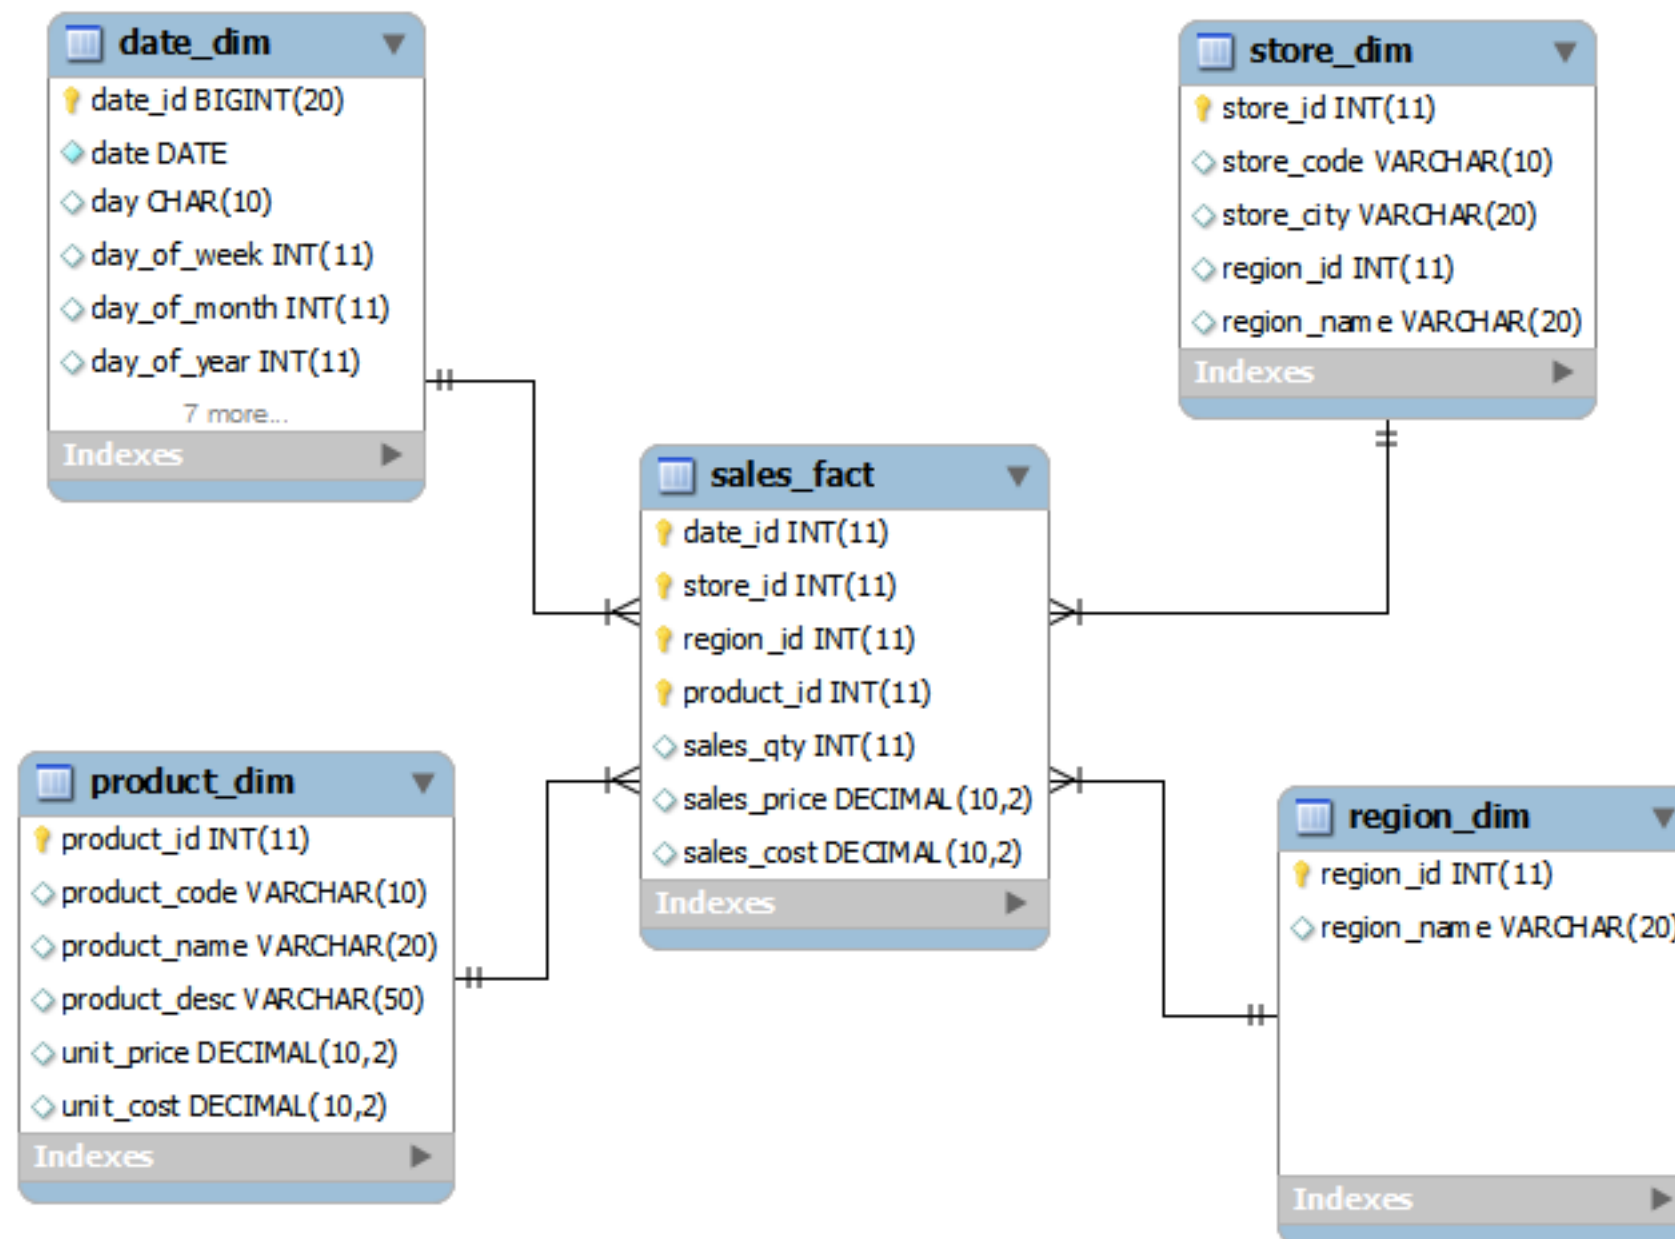 date_dim
date_id BIGINT(20)
date DATE
day CHAR(10)
day_of_week INT(11)
day_of_month INT(11)
day_of_year INT(11)
7 more...
Indexes
store_dim
store_id INT(11)
store_code VARCHAR(10)
store_city VARCHAR(20)
region_id INT(11)
region_name VARCHAR(20)
Indexes
sales_fact
date_id INT(11)
store_id INT(11)
region_id INT(11)
product_id INT(11)
sales_qty INT(11)
sales_price DECIMAL(10,2)
sales_cost DECIMAL(10,2)
Indexes
product_dim
product_id INT(11)
product_code VARCHAR(10)
product_name VARCHAR(20)
product_desc VARCHAR(50)
unit_price DECIMAL(10,2)
unit_cost DECIMAL(10,2)
Indexes
region_dim
region_id INT(11)
region_name VARCHAR(20)
Indexes